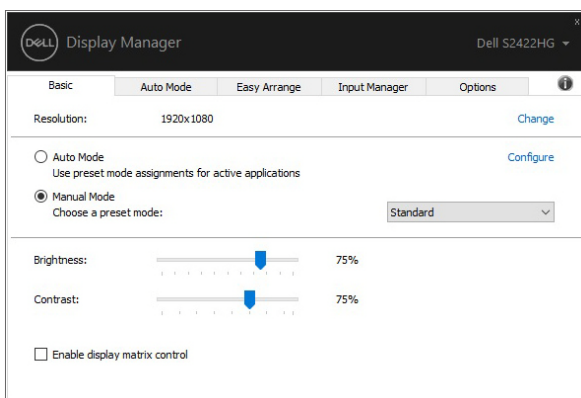 x
DELL Display Manager Dell S2422HG
Basic Auto Mode Easy Arrange Input Manager Options i
Resolution: 1920x1080 Change
Auto Mode Configure
Use preset mode assignments for active applications
Manual Mode
Choose a preset mode: Standard
Brightness: 75%
Contrast: 75%
Enable display matrix control